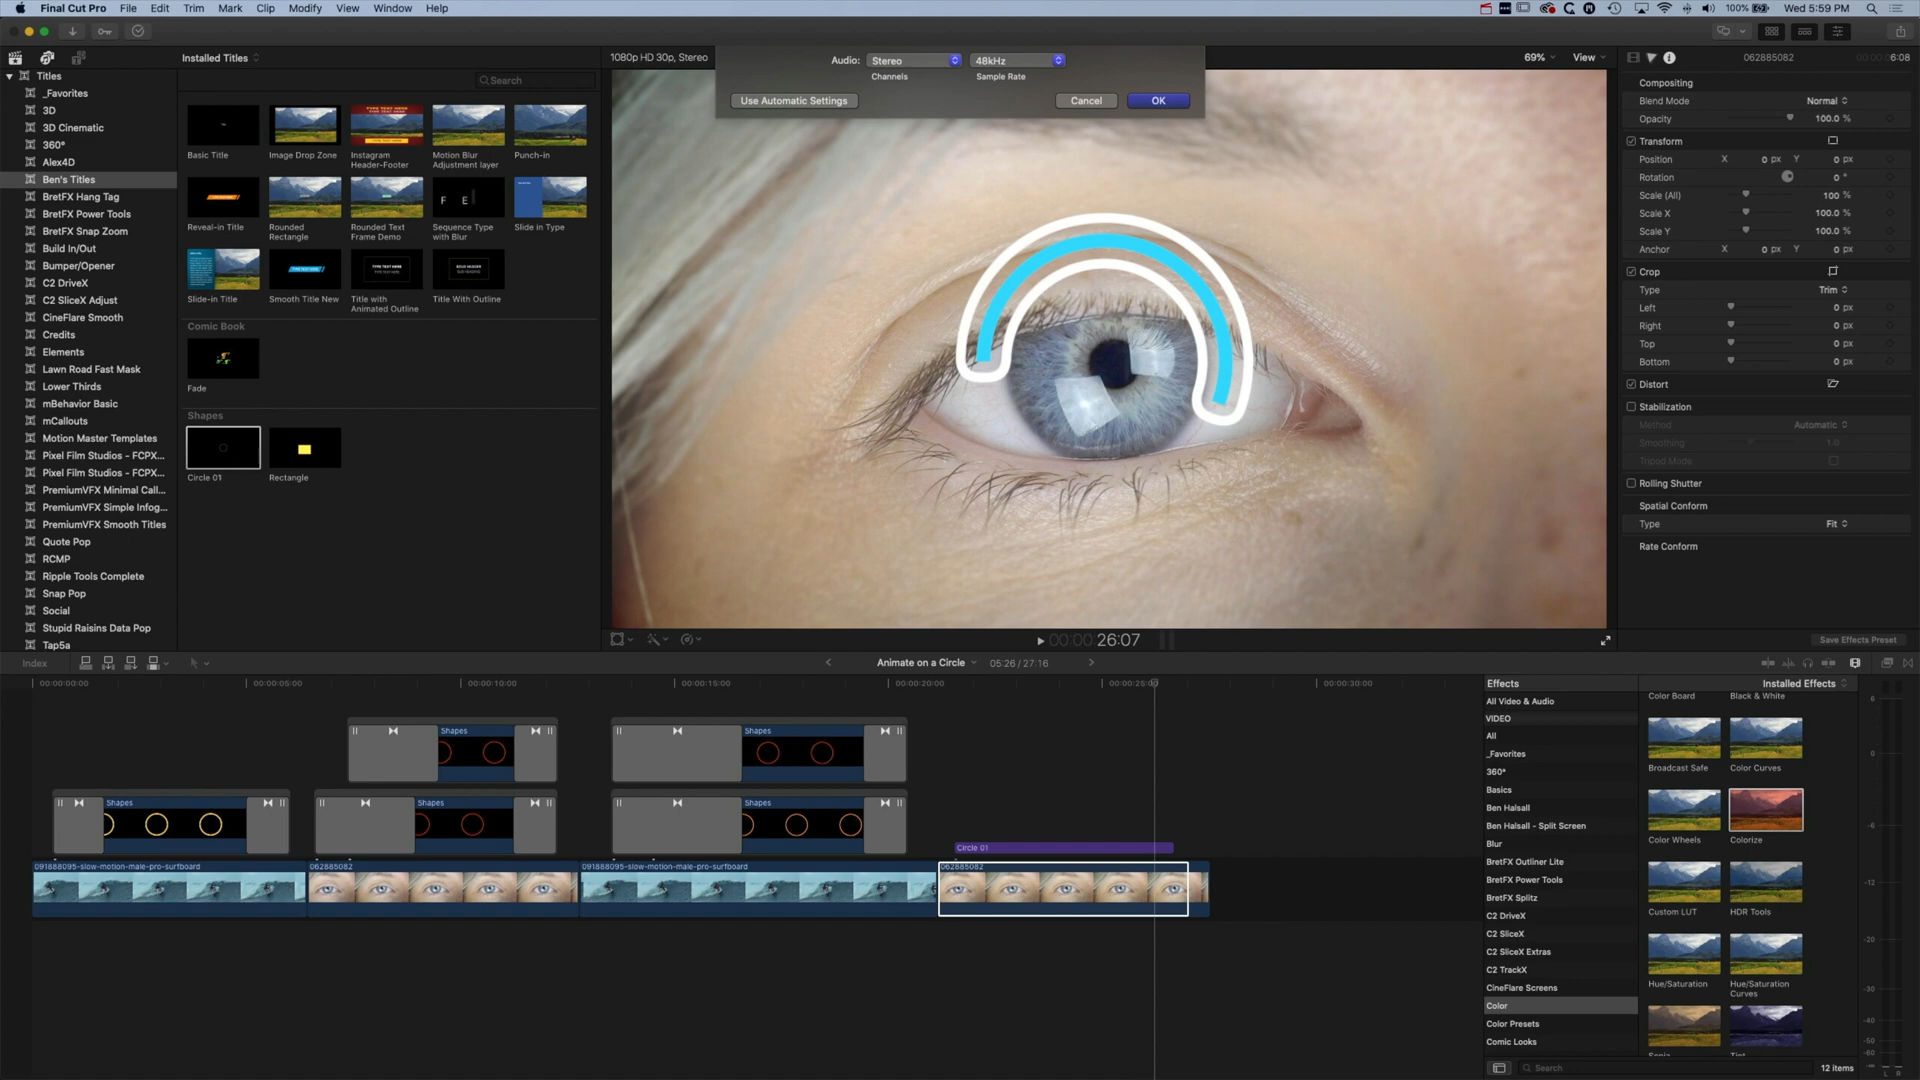 Final Cut Pro File Edit Trim Mark Clip Modify View Window Help
100% Wed 5:59 PM
Installed Titles
1080p HD 30p, Stereo
Audio: Stereo 48kHz
Channels Sample Rate
Use Automatic Settings Cancel OK
69% View
062885082 6:08
Titles
_Favorites
3D
3D Cinematic
360°
Alex4D
Ben's Titles
BretFX Hang Tag
BretFX Power Tools
BretFX Snap Zoom
Build In/Out
Bumper/Opener
C2 DriveX
C2 SliceX Adjust
CineFlare Smooth
Credits
Elements
Lawn Road Fast Mask
Lower Thirds
mBehavior Basic
mCallouts
Motion Master Templates
Pixel Film Studios - FCPX...
Pixel Film Studios - FCPX...
PremiumVFX Minimal Call...
PremiumVFX Simple Infog...
PremiumVFX Smooth Titles
Quote Pop
RCMP
Ripple Tools Complete
Snap Pop
Social
Stupid Raisins Data Pop
Tap5a
Search
Basic Title
Image Drop Zone
Instagram
Header-Footer
Motion Blur
Adjustment layer
Punch-in
F E
Reveal-in Title
Rounded
Rectangle
Rounded Text
Frame Demo
Sequence Type
with Blur
Slide in Type
Slide-in Title
Smooth Title New
Title with
Animated Outline
Title With Outline
Comic Book
Fade
Shapes
Circle 01
Rectangle
Compositing
Blend Mode Normal
Opacity 100.0 %
Transform
Position X 0 px Y 0 px
Rotation 0 °
Scale (All) 100 %
Scale X 100.0 %
Scale Y 100.0 %
Anchor X 0 px Y 0 px
Crop
Type Trim
Left 0 px
Right 0 px
Top 0 px
Bottom 0 px
Distort
Stabilization
Method Automatic
Smoothing 1.0
Tripod Mode
Rolling Shutter
Spatial Conform
Type Fit
Rate Conform
Save Effects Preset
00:00:26:07
Index
Animate on a Circle 05:26 / 27:16
00:00:00:00 00:00:05:00 00:00:10:00 00:00:15:00 00:00:20:00 00:00:25:00 00:00:30:00
Shapes Shapes
Shapes Shapes Shapes
Circle 01
091888095-slow-motion-male-pro-surfboard 062885082 091888095-slow-motion-male-pro-surfboard 062885082
Effects
Installed Effects
All Video & Audio
VIDEO
All
_Favorites
360°
Basics
Ben Halsall
Ben Halsall - Split Screen
Blur
BretFX Outliner Lite
BretFX Power Tools
BretFX Splitz
C2 DriveX
C2 SliceX
C2 SliceX Extras
C2 TrackX
CineFlare Screens
Color
Color Presets
Comic Looks
Color Board Black & White
Broadcast Safe Color Curves
Color Wheels Colorize
Custom LUT HDR Tools
Hue/Saturation
Hue/Saturation
Curves
Search
12 items
6
0
-6
-12
-20
-30
-40
-50
-60
L R